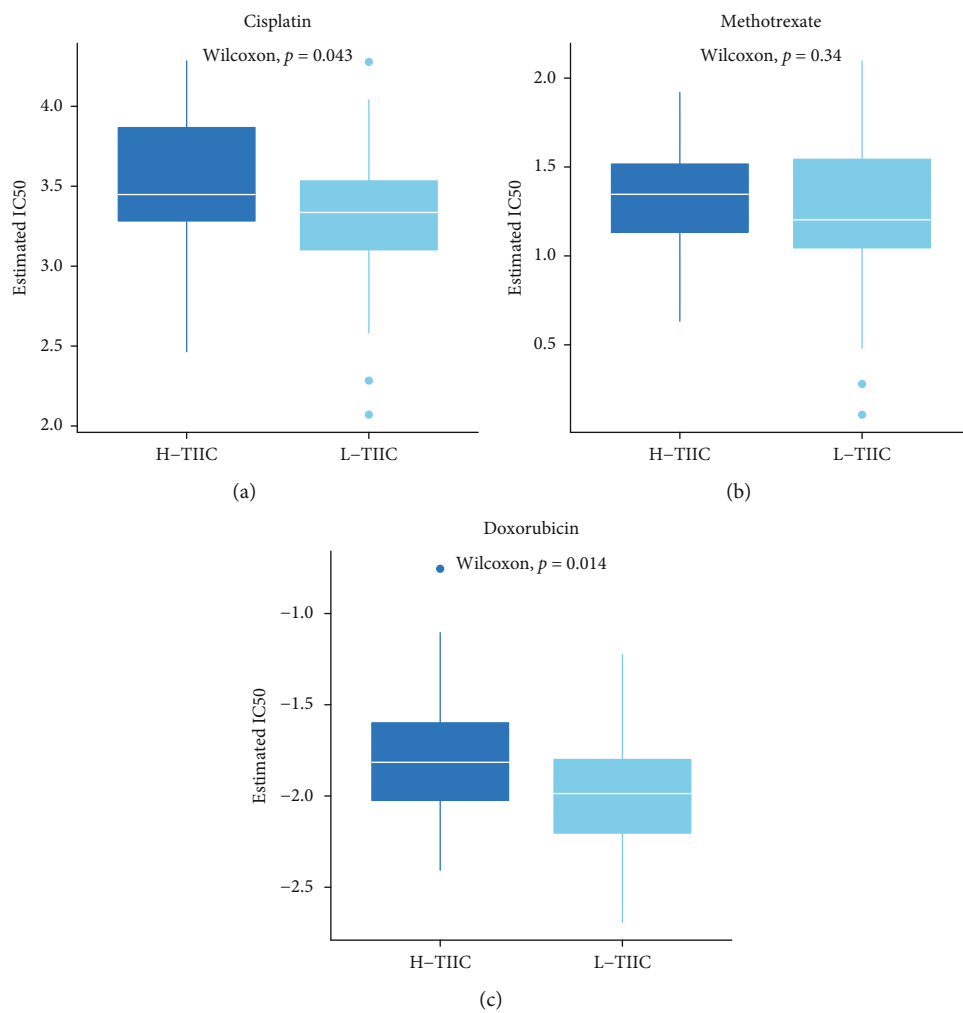 Cisplatin
Wilcoxon, p = 0.043
Estimated IC50
4.0
3.5
3.0
2.5
2.0
H−TIIC
L−TIIC
(a)
Methotrexate
Wilcoxon, p = 0.34
Estimated IC50
2.0
1.5
1.0
0.5
H−TIIC
L−TIIC
(b)
Doxorubicin
Wilcoxon, p = 0.014
Estimated IC50
−1.0
−1.5
−2.0
−2.5
H−TIIC
L−TIIC
(c)